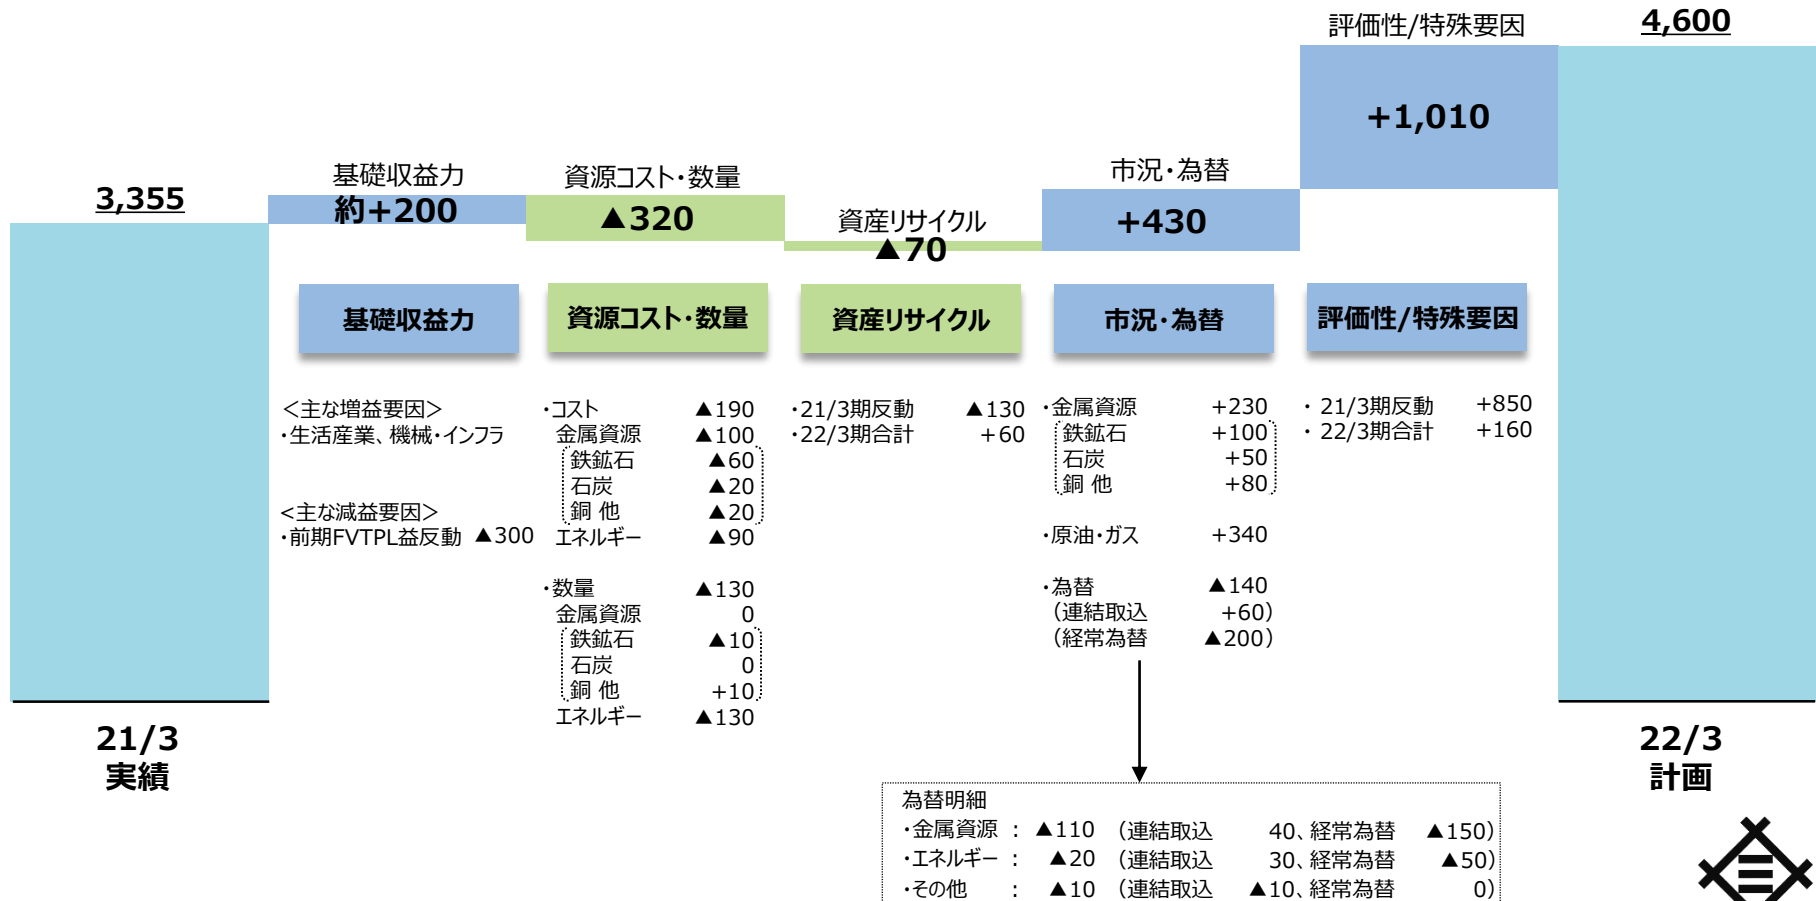 3,355
基礎収益力
約+200
資源コスト・数量
▲320
資産リサイクル
▲70
市況・為替
+430
評価性/特殊要因
+1,010
4,600
基礎収益力
資源コスト・数量
資産リサイクル
市況・為替
評価性/特殊要因
<主な増益要因>
・生活産業、機械・インフラ
<主な減益要因>
・前期FVTPL益反動 ▲300
・コスト ▲190
金属資源 ▲100
鉄鉱石 ▲60
石炭 ▲20
銅 他 ▲20
エネルギー ▲90
・数量 ▲130
金属資源 0
鉄鉱石 ▲10
石炭 0
銅 他 +10
エネルギー ▲130
・21/3期反動 ▲130
・22/3期合計 +60
・金属資源 +230
鉄鉱石 +100
石炭 +50
銅 他 +80
・原油・ガス +340
・為替 ▲140
(連結取込 +60)
(経常為替 ▲200)
・21/3期反動 +850
・22/3期合計 +160
21/3
実績
22/3
計画
為替明細
・金属資源 : ▲110 (連結取込 40、経常為替 ▲150)
・エネルギー : ▲20 (連結取込 30、経常為替 ▲50)
・その他 : ▲10 (連結取込 ▲10、経常為替 0)